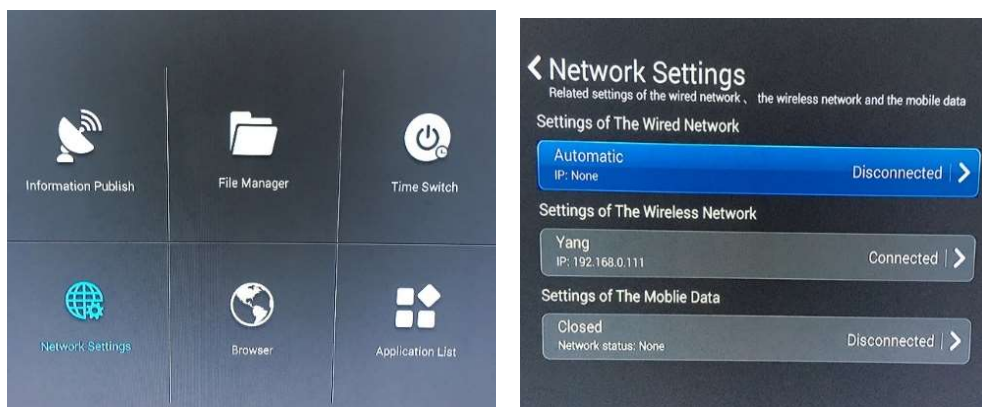 Information Publish
File Manager
Time Switch
Network Settings
Browser
Application List
Network Settings
Related settings of the wired network 、 the wireless network and the mobile data
Settings of The Wired Network
Automatic
IP: None
Disconnected
Settings of The Wireless Network
Yang
IP: 192.168.0.111
Connected
Settings of The Moblie Data
Closed
Network status: None
Disconnected